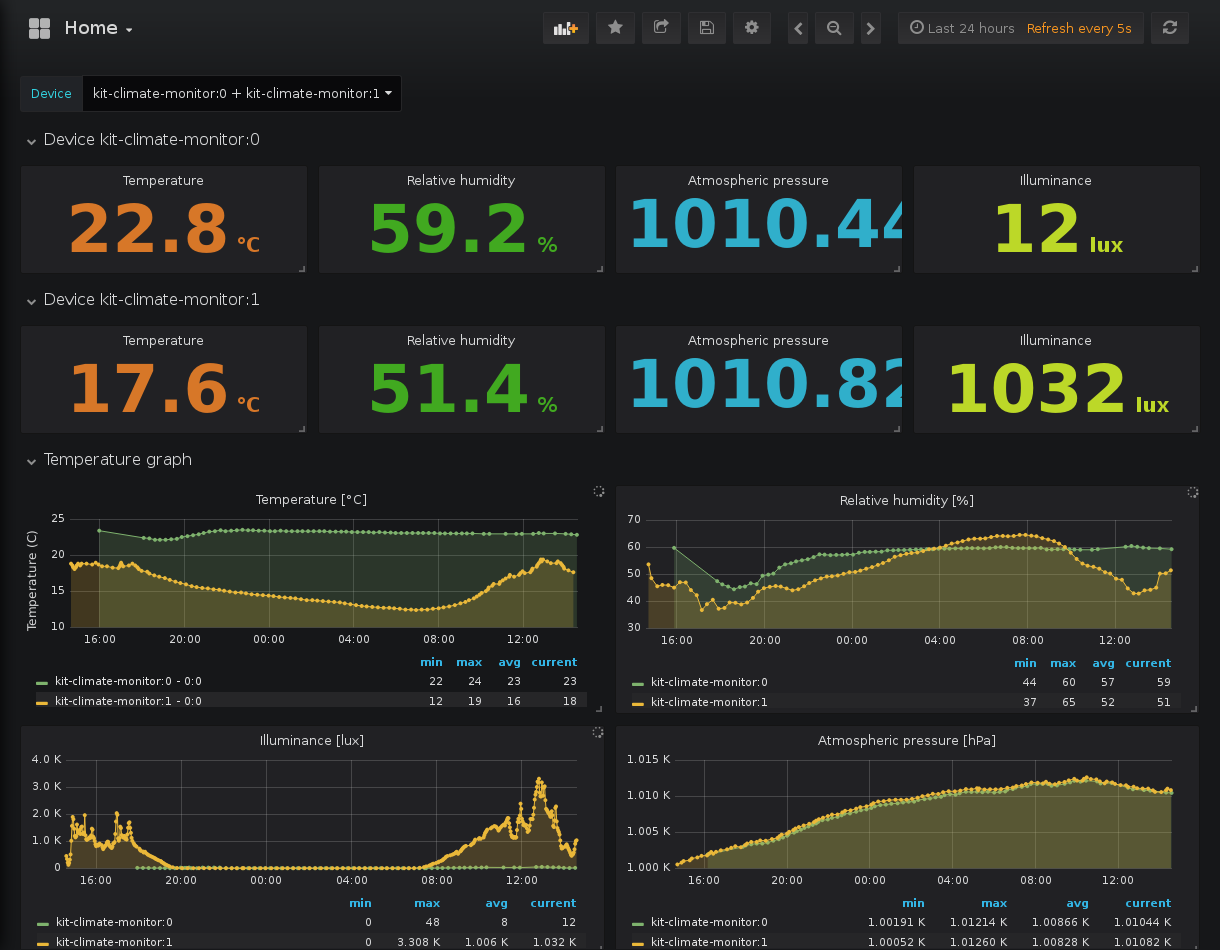 Home
Last 24 hours Refresh every 5s
Device kit-climate-monitor:0 + kit-climate-monitor:1
Device kit-climate-monitor:0
Temperature Relative humidity Atmospheric pressure Illuminance
22.8 °C 59.2 % 1010.44 12 lux
Device kit-climate-monitor:1
Temperature Relative humidity Atmospheric pressure Illuminance
17.6 °C 51.4 % 1010.82 1032 lux
Temperature graph
Temperature [°C]
Temperature (C)
25
20
15
10
16:00 20:00 00:00 04:00 08:00 12:00
min max avg current
kit-climate-monitor:0 - 0:0 22 24 23 23
kit-climate-monitor:1 - 0:0 12 19 16 18
Relative humidity [%]
70
60
50
40
30
16:00 20:00 00:00 04:00 08:00 12:00
min max avg current
kit-climate-monitor:0 44 60 57 59
kit-climate-monitor:1 37 65 52 51
Illuminance [lux]
4.0 K
3.0 K
2.0 K
1.0 K
0
16:00 20:00 00:00 04:00 08:00 12:00
min max avg current
kit-climate-monitor:0 0 48 8 12
kit-climate-monitor:1 0 3.308 K 1.006 K 1.032 K
Atmospheric pressure [hPa]
1.015 K
1.010 K
1.005 K
1.000 K
16:00 20:00 00:00 04:00 08:00 12:00
min max avg current
kit-climate-monitor:0 1.00191 K 1.01214 K 1.00866 K 1.01044 K
kit-climate-monitor:1 1.00052 K 1.01260 K 1.00828 K 1.01082 K